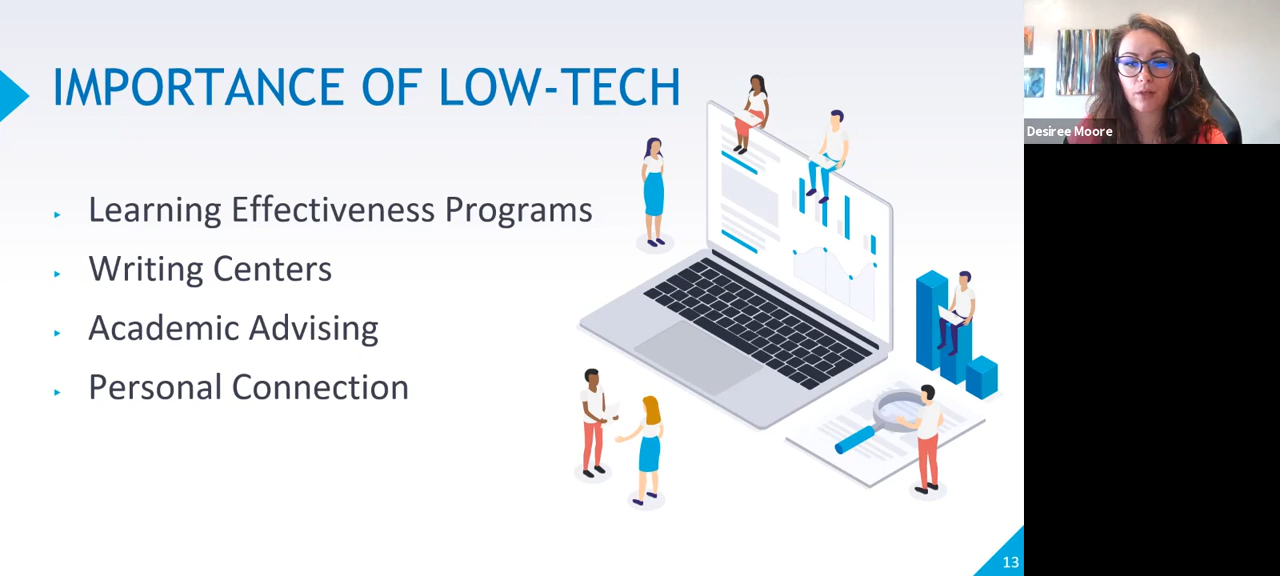 IMPORTANCE OF LOW-TECH
Learning Effectiveness Programs
Writing Centers
Academic Advising
Personal Connection
Desiree Moore
13